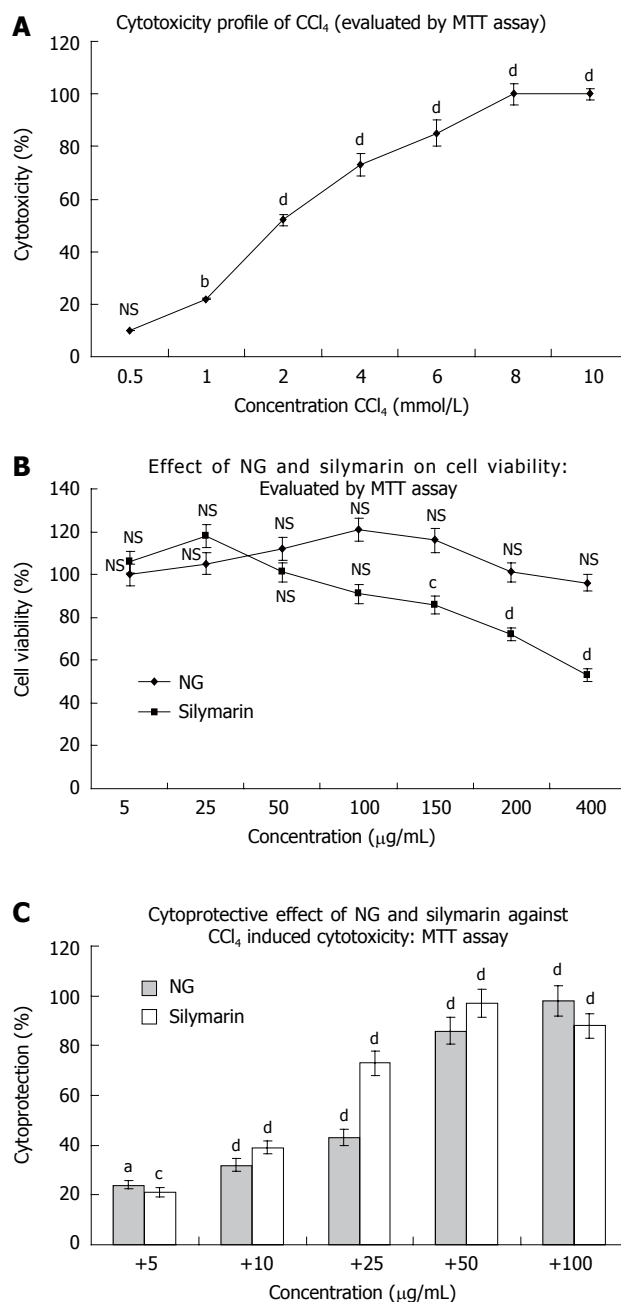 A
Cytotoxicity profile of CCl₄ (evaluated by MTT assay)
120
100
80
60
40
20
0
Cytotoxicity (%)
NS
b
d
d
d
d
d
0.5 1 2 4 6 8 10
Concentration CCl₄ (mmol/L)
B
Effect of NG and silymarin on cell viability:
Evaluated by MTT assay
140
120
100
80
60
40
20
0
Cell viability (%)
NS NS NS NS NS NS NS
NS NS NS NS c d d
NG
Silymarin
5 25 50 100 150 200 400
Concentration (μg/mL)
C
Cytoprotective effect of NG and silymarin against
CCl₄ induced cytotoxicity: MTT assay
120
100
80
60
40
20
0
Cytoprotection (%)
NG
Silymarin
a c d d d d d d d d
+5 +10 +25 +50 +100
Concentration (μg/mL)